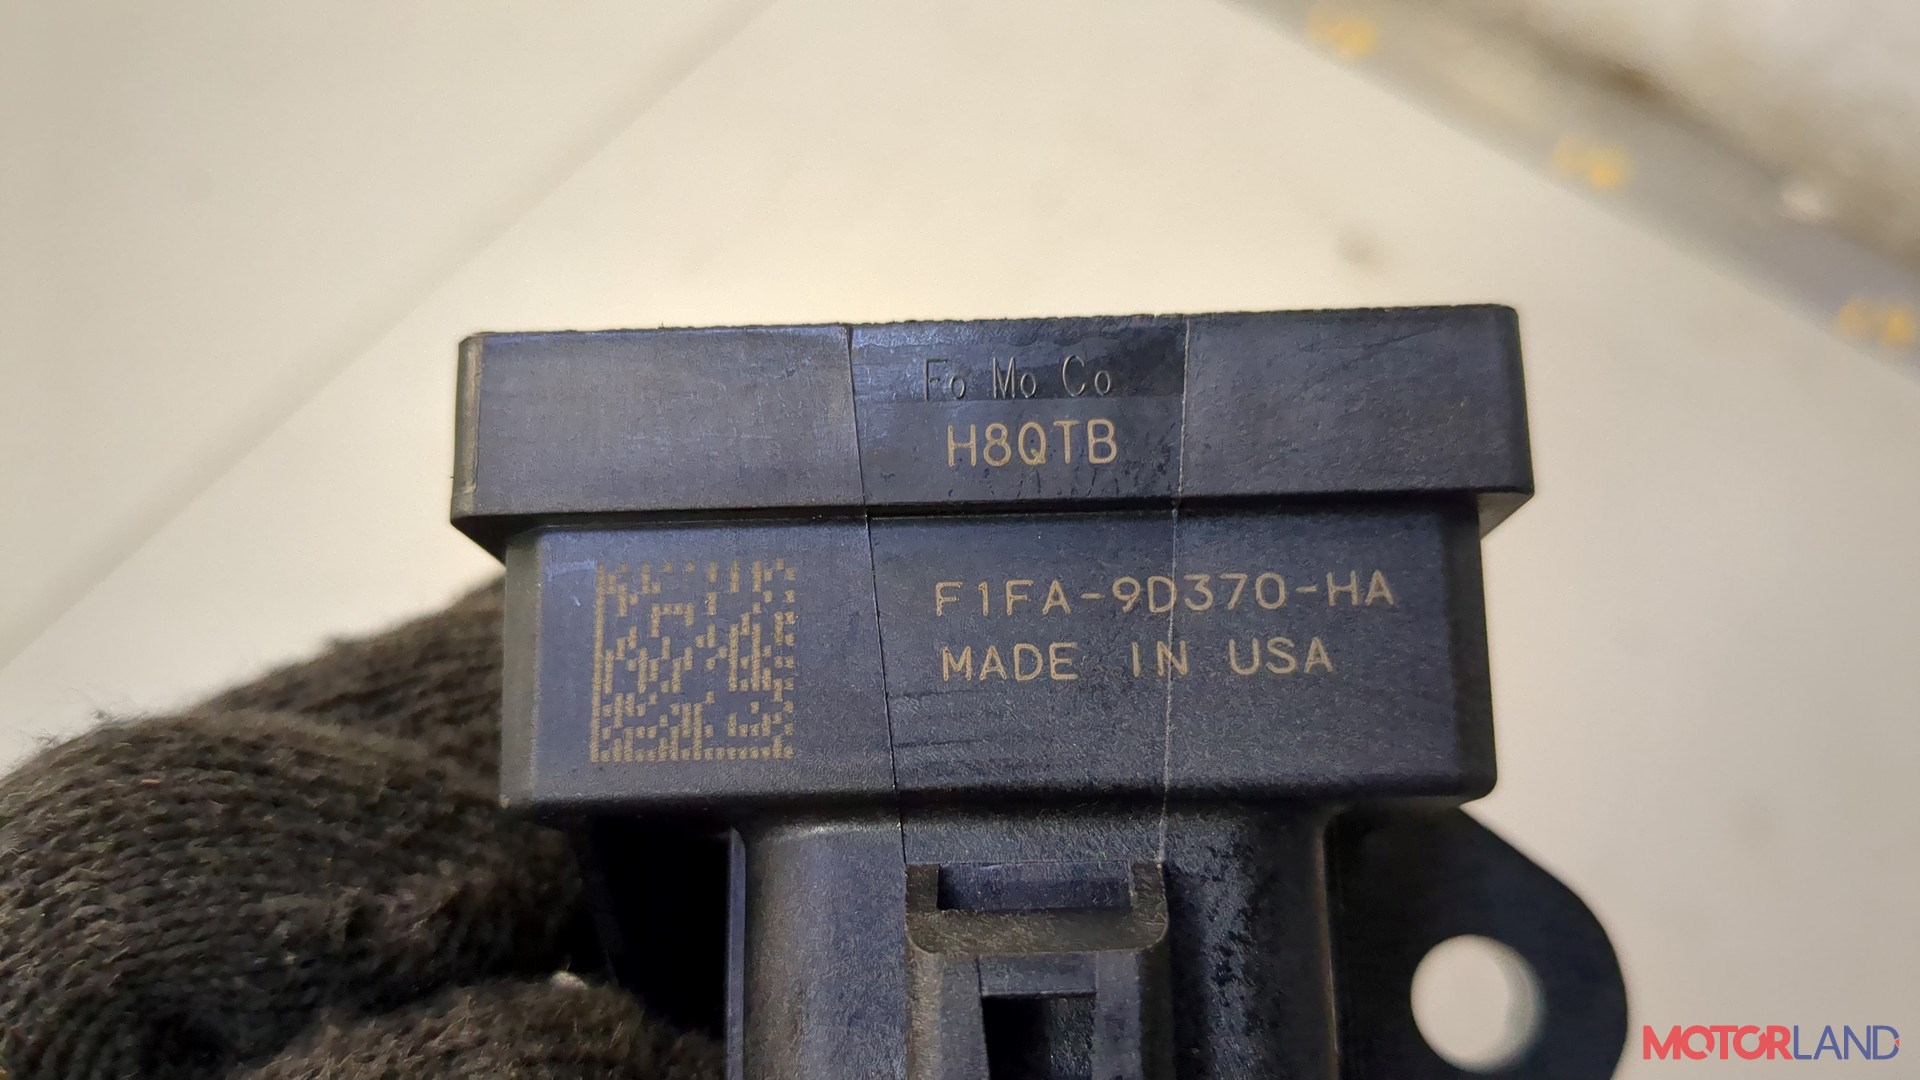 Fo Mo Co
H8QTB
F1FA-9D370-HA
MADE IN USA
MOTORLAND